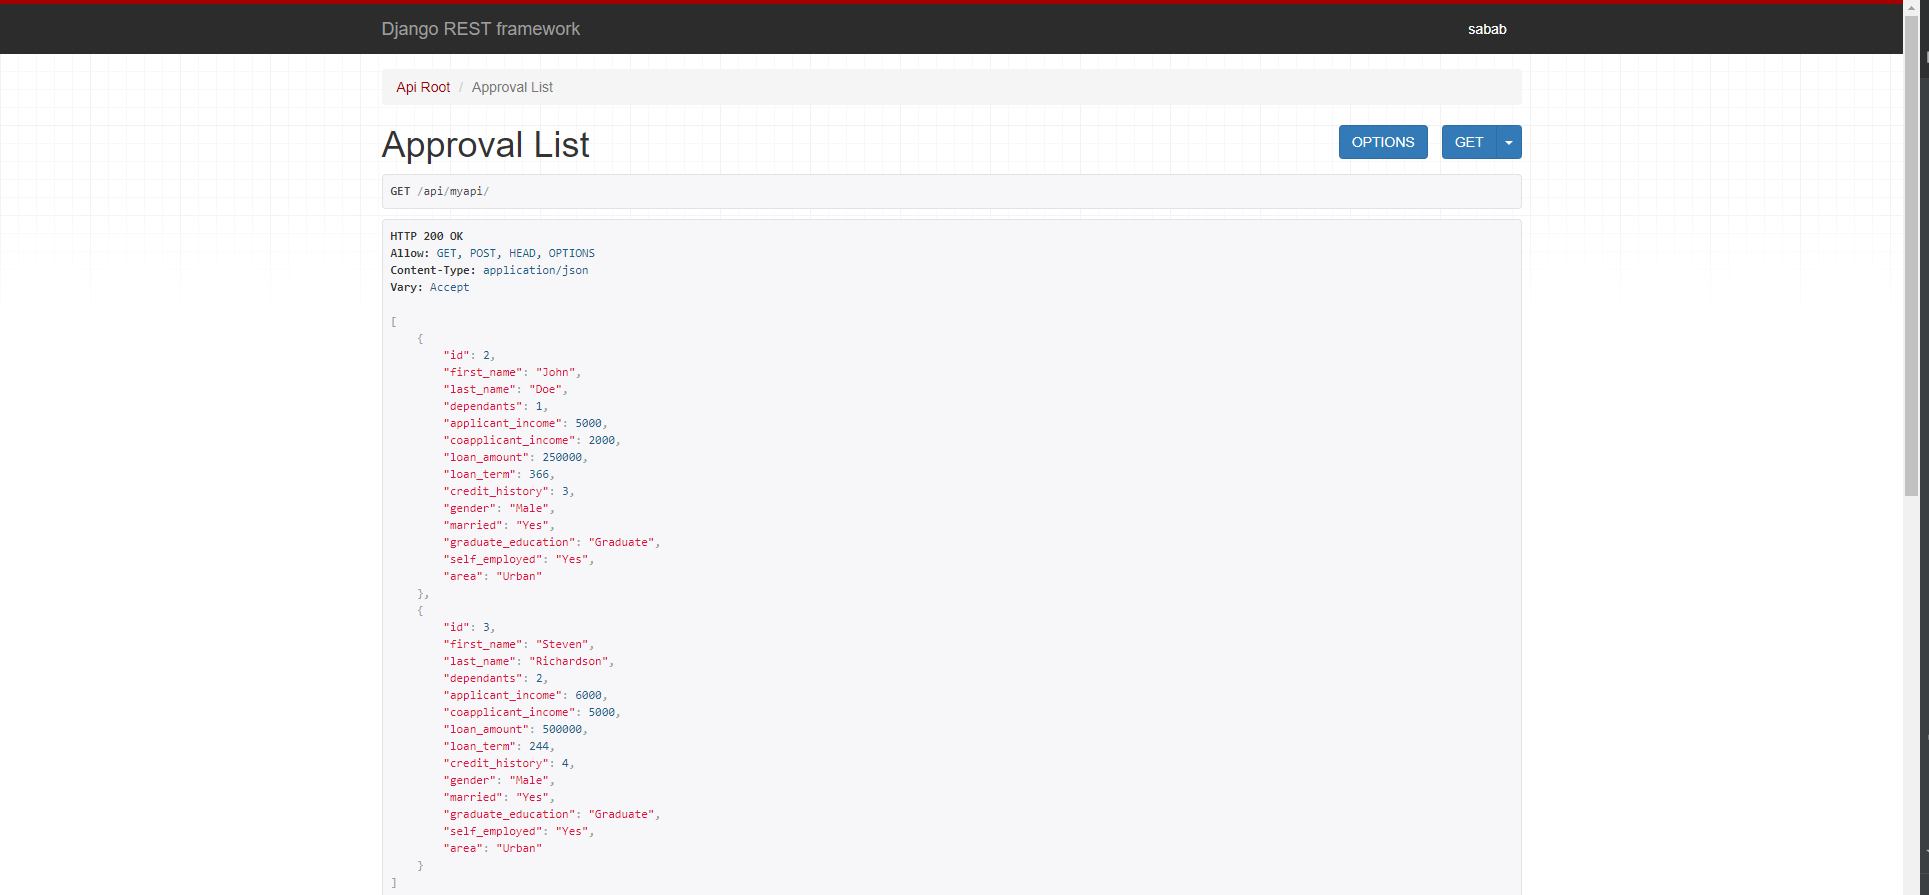 Django REST framework
sabab
Api Root / Approval List
Approval List
OPTIONS
GET
GET /api/myapi/
HTTP 200 OK
Allow: GET, POST, HEAD, OPTIONS
Content-Type: application/json
Vary: Accept
[
    {
        "id": 2,
        "first_name": "John",
        "last_name": "Doe",
        "dependants": 1,
        "applicant_income": 5000,
        "coapplicant_income": 2000,
        "loan_amount": 250000,
        "loan_term": 366,
        "credit_history": 3,
        "gender": "Male",
        "married": "Yes",
        "graduate_education": "Graduate",
        "self_employed": "Yes",
        "area": "Urban"
    },
    {
        "id": 3,
        "first_name": "Steven",
        "last_name": "Richardson",
        "dependants": 2,
        "applicant_income": 6000,
        "coapplicant_income": 5000,
        "loan_amount": 500000,
        "loan_term": 244,
        "credit_history": 4,
        "gender": "Male",
        "married": "Yes",
        "graduate_education": "Graduate",
        "self_employed": "Yes",
        "area": "Urban"
    }
]